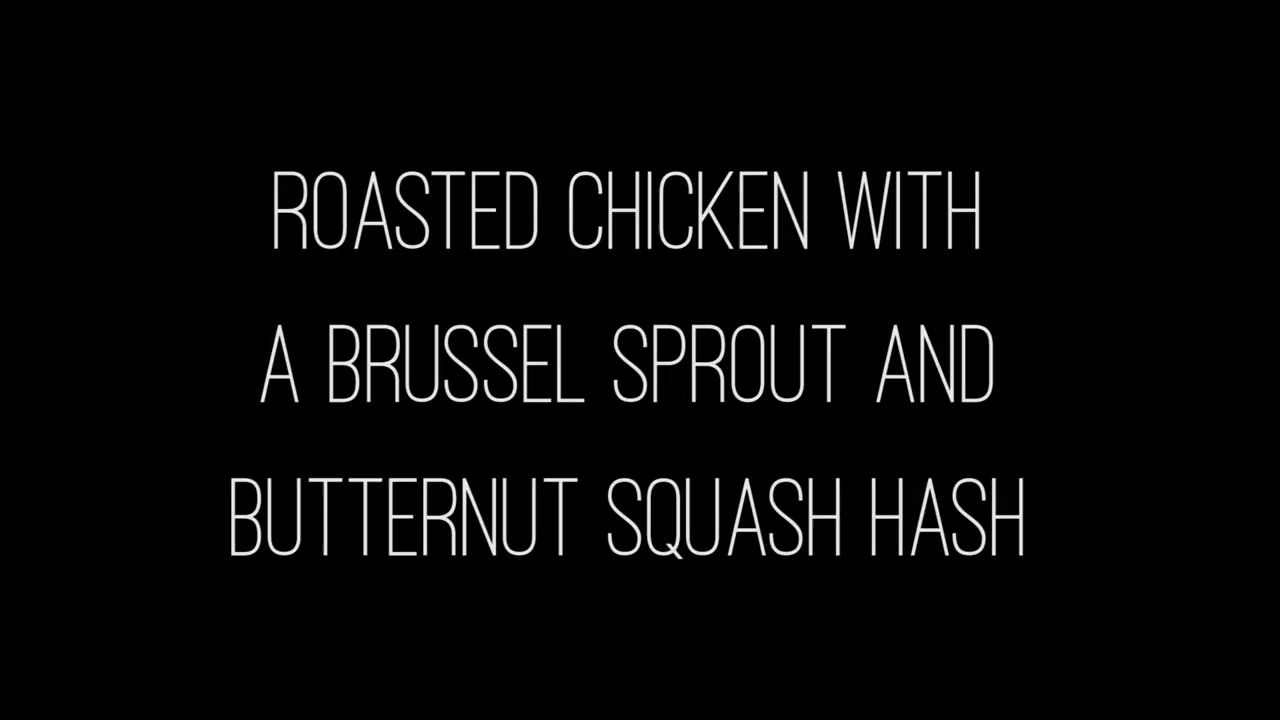 ROASTED CHICKEN WITH
A BRUSSEL SPROUT AND
BUTTERNUT SQUASH HASH